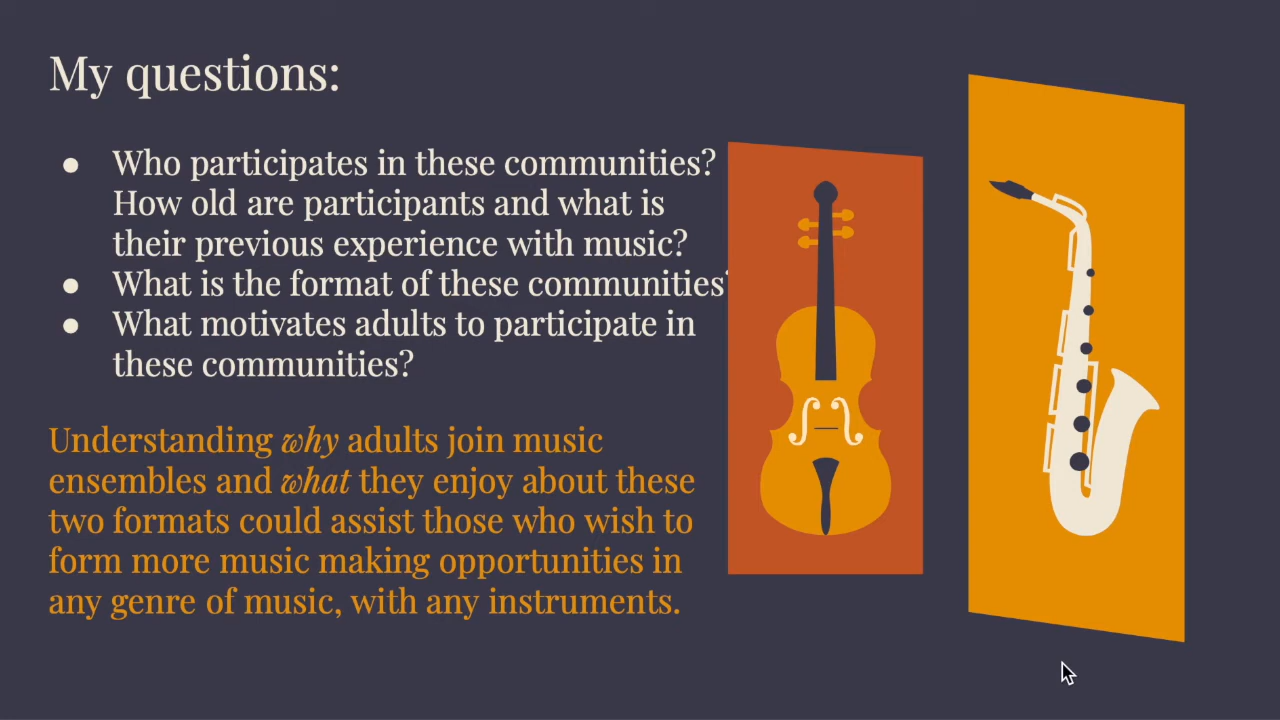 My questions:
● Who participates in these communities?
How old are participants and what is
their previous experience with music?
● What is the format of these communities?
● What motivates adults to participate in
these communities?
Understanding why adults join music
ensembles and what they enjoy about these
two formats could assist those who wish to
form more music making opportunities in
any genre of music, with any instruments.